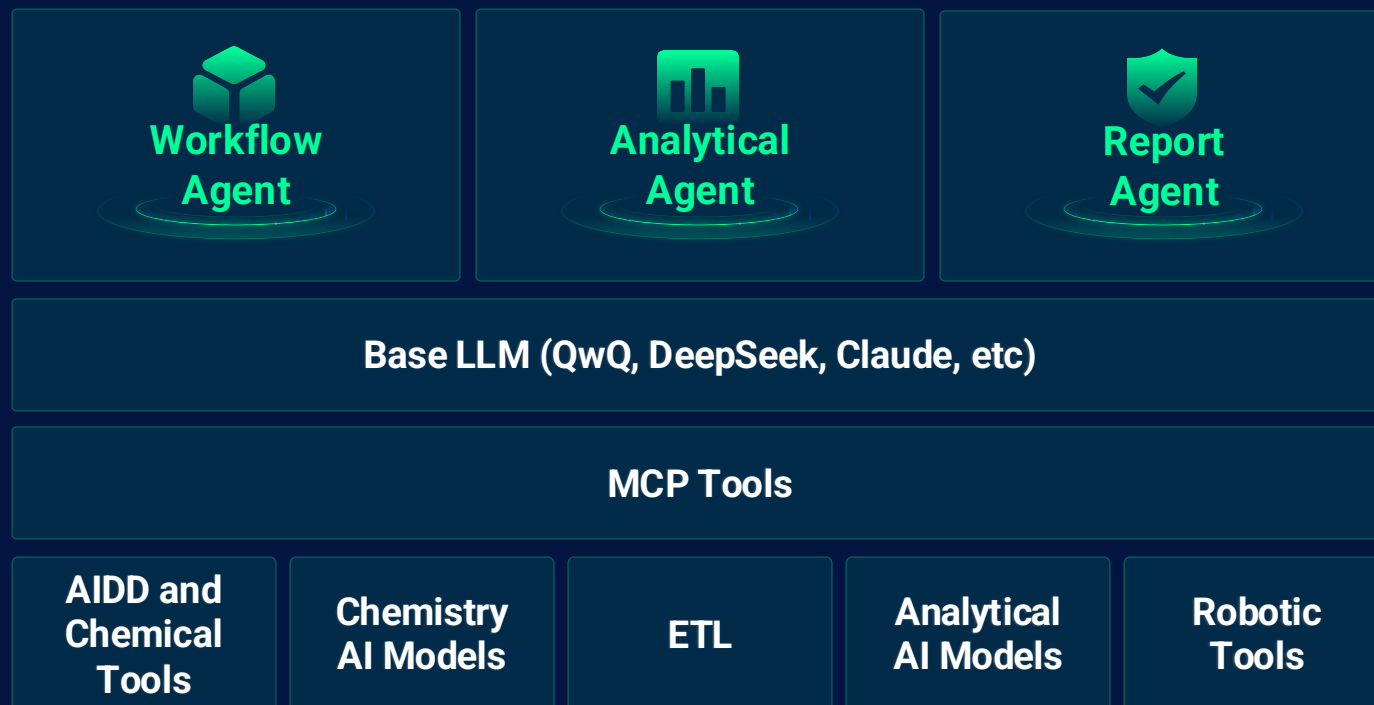 Workflow
Agent
Analytical
Agent
Report
Agent
Base LLM (QwQ, DeepSeek, Claude, etc)
MCP Tools
AIDD and
Chemical
Tools
Chemistry
AI Models
ETL
Analytical
AI Models
Robotic
Tools